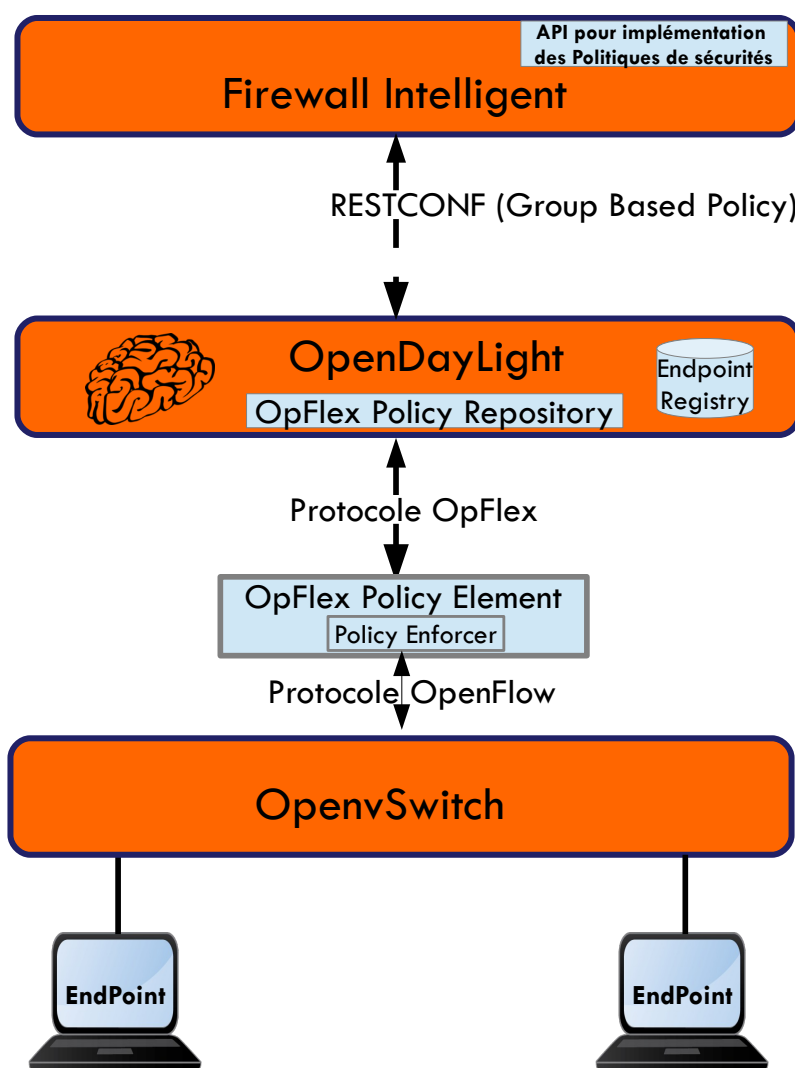 API pour implémentation
des Politiques de sécurités
Firewall Intelligent
RESTCONF (Group Based Policy)
OpenDayLight
Endpoint
Registry
OpFlex Policy Repository
Protocole OpFlex
OpFlex Policy Element
Policy Enforcer
Protocole OpenFlow
OpenvSwitch
EndPoint
EndPoint